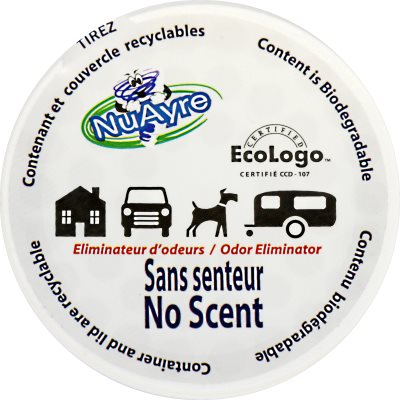 TIREZ
Contenant et couvercle recyclables
Content is Biodegradable
NuAyre
CERTIFIED
EcoLogo™
CERTIFIÉ CCD - 107
Eliminateur d'odeurs / Odor Eliminator
Sans senteur
No Scent
Container and lid are recyclable
Contenu biodégradable